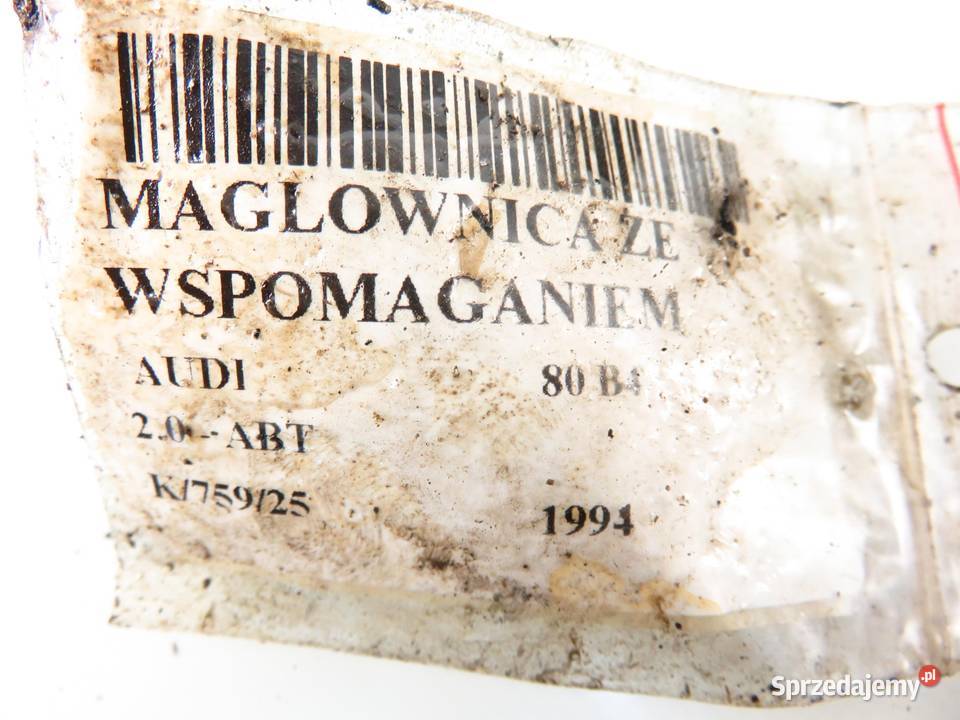 MAGLOWNICA ZE
WSPOMAGANIEM
AUDI 80 B4
2.0 - ABT
K/759/25 1994
Sprzedajemy.pl